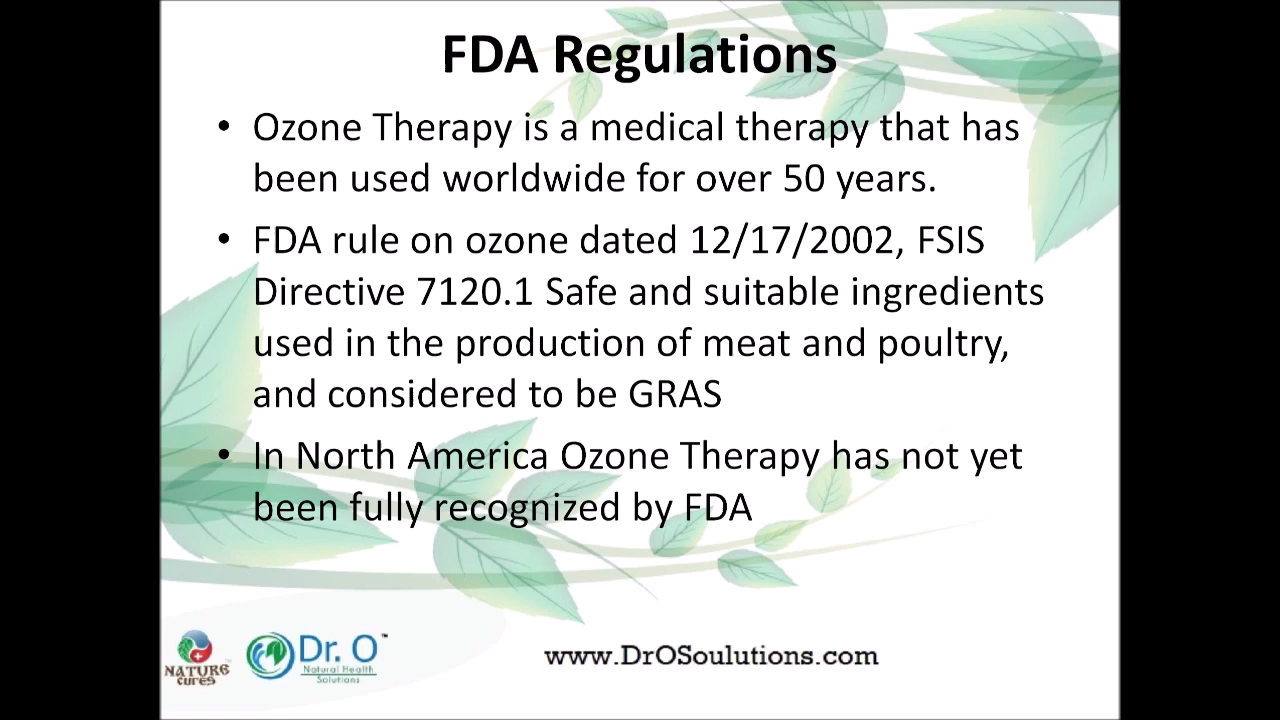 FDA Regulations
• Ozone Therapy is a medical therapy that has
been used worldwide for over 50 years.
• FDA rule on ozone dated 12/17/2002, FSIS
Directive 7120.1 Safe and suitable ingredients
used in the production of meat and poultry,
and considered to be GRAS
• In North America Ozone Therapy has not yet
been fully recognized by FDA
NATURE
cures
Dr. O™
Natural Health
Solutions
www.DrOSoulutions.com